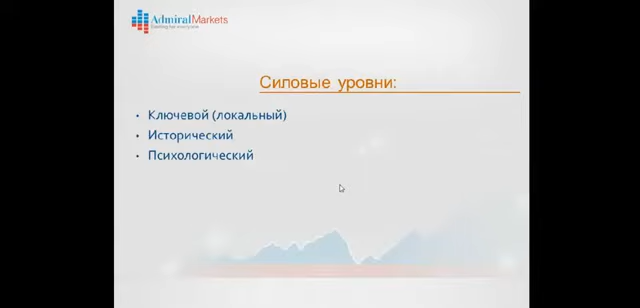 AdmiralMarkets
Силовые уровни:
• Ключевой (локальный)
• Исторический
• Психологический